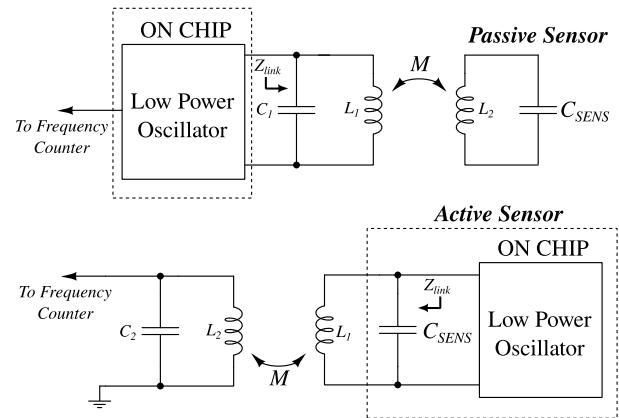 ON CHIP
Passive Sensor
Z_link
M
Low Power
Oscillator
C_1
L_1
L_2
C_SENS
To Frequency
Counter
Active Sensor
ON CHIP
To Frequency
Counter
Z_link
C_2
L_2
L_1
C_SENS
Low Power
Oscillator
M